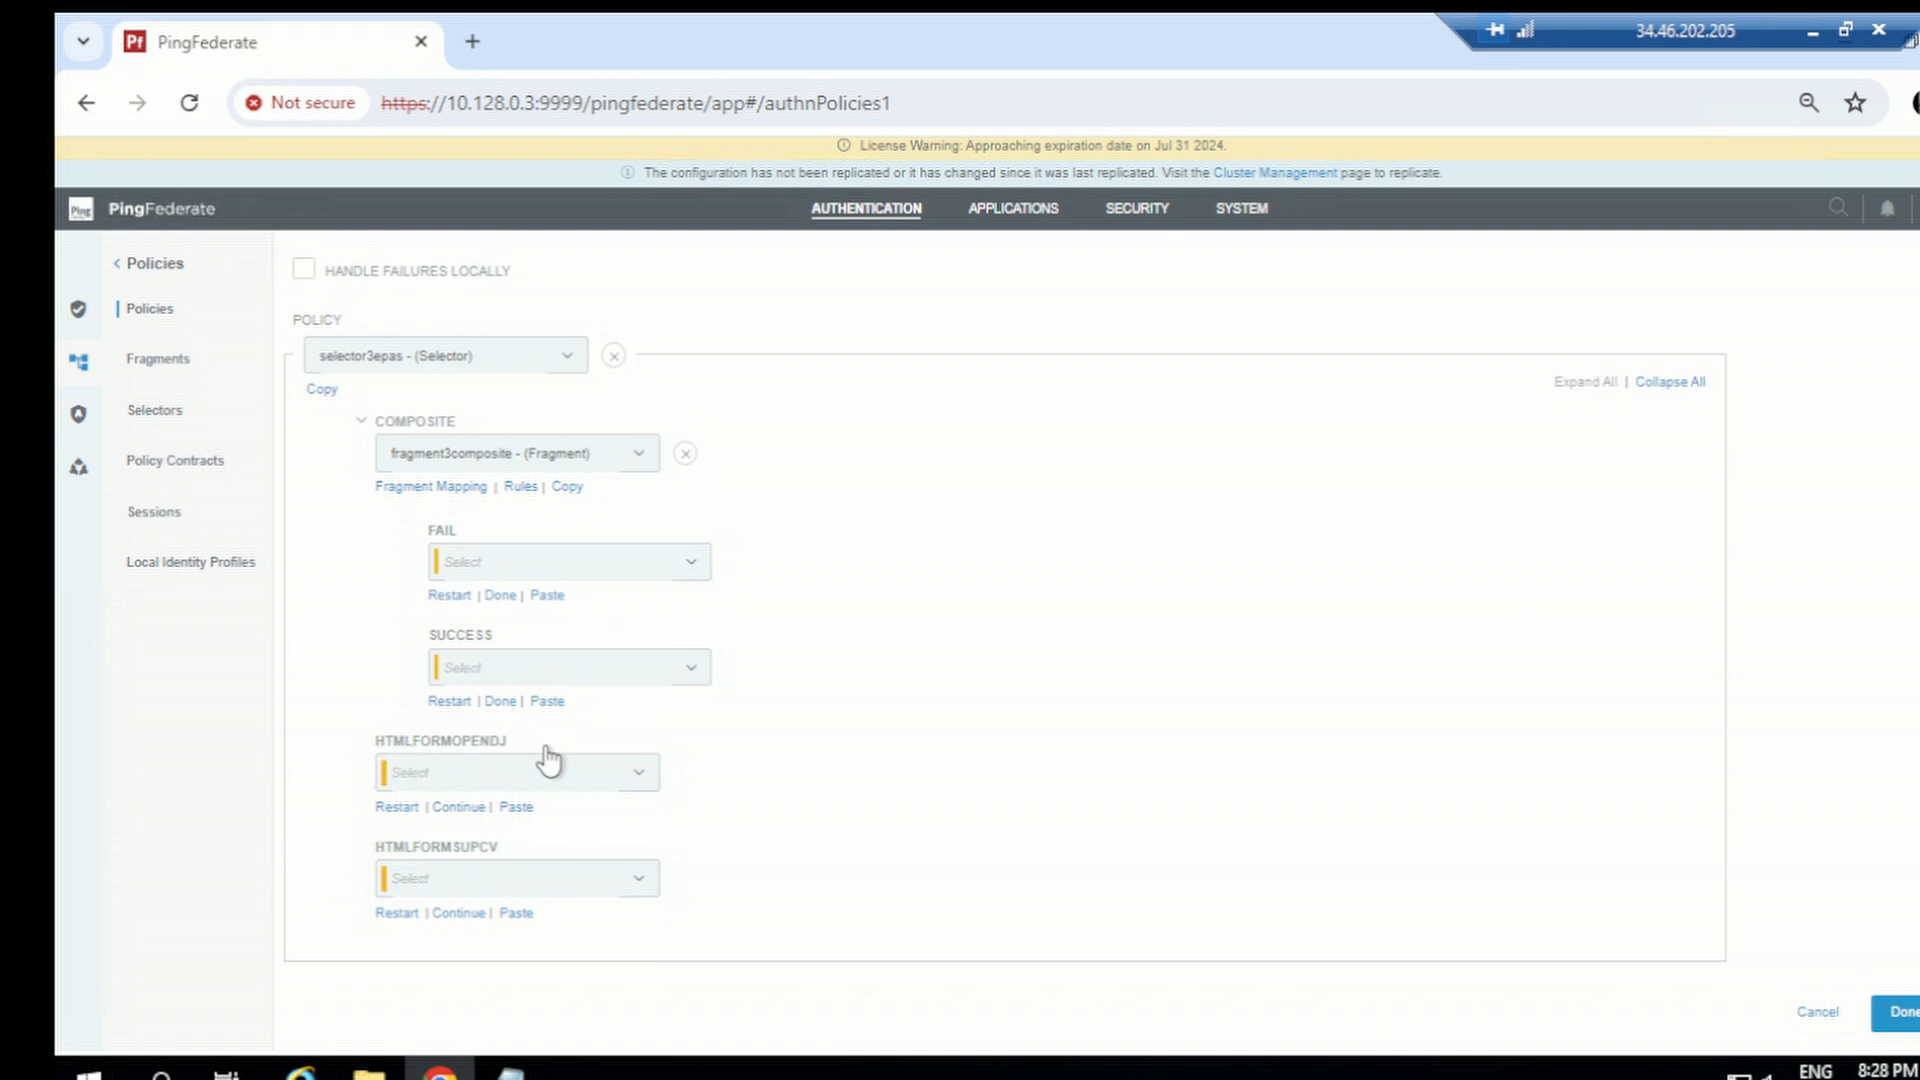 Pf PingFederate
34.46.202.205
Not secure https://10.128.0.3:9999/pingfederate/app#/authnPolicies1
License Warning: Approaching expiration date on Jul 31 2024.
The configuration has not been replicated or it has changed since it was last replicated. Visit the Cluster Management page to replicate.
Ping PingFederate AUTHENTICATION APPLICATIONS SECURITY SYSTEM
Policies
Policies
Fragments
Selectors
Policy Contracts
Sessions
Local Identity Profiles
HANDLE FAILURES LOCALLY
POLICY
selector3epas - (Selector)
Copy
Expand All | Collapse All
COMPOSITE
fragment3composite - (Fragment)
Fragment Mapping | Rules | Copy
FAIL
Select
Restart | Done | Paste
SUCCESS
Select
Restart | Done | Paste
HTMLFORMOPENDJ
Select
Restart | Continue | Paste
HTMLFORMSUPCV
Select
Restart | Continue | Paste
Cancel Done
ENG 8:28 PM